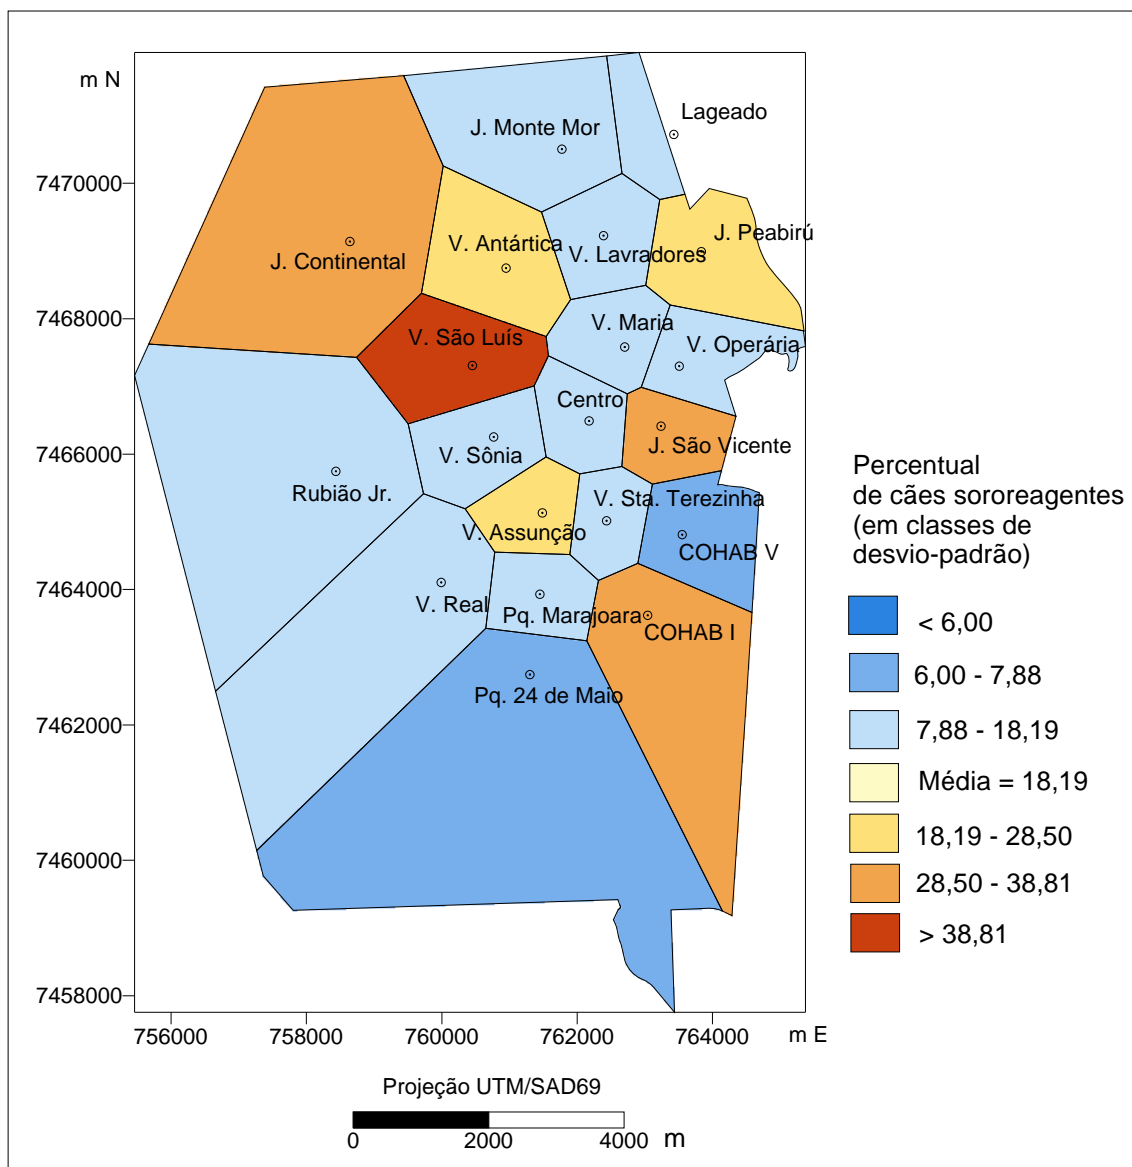 m N
Lageado
J. Monte Mor
7470000
J. Peabirú
V. Antártica
V. Lavradores
J. Continental
7468000
V. Maria
V. São Luís
V. Operária
Centro
J. São Vicente
7466000
V. Sônia
Rubião Jr.
V. Sta. Terezinha
V. Assunção
COHAB V
7464000
V. Real
Pq. Marajoara
COHAB I
Pq. 24 de Maio
7462000
7460000
7458000
756000
758000
760000
762000
764000
m E
Projeção UTM/SAD69
0
2000
4000
m
Percentual
de cães sororeagentes
(em classes de
desvio-padrão)
< 6,00
6,00 - 7,88
7,88 - 18,19
Média = 18,19
18,19 - 28,50
28,50 - 38,81
> 38,81